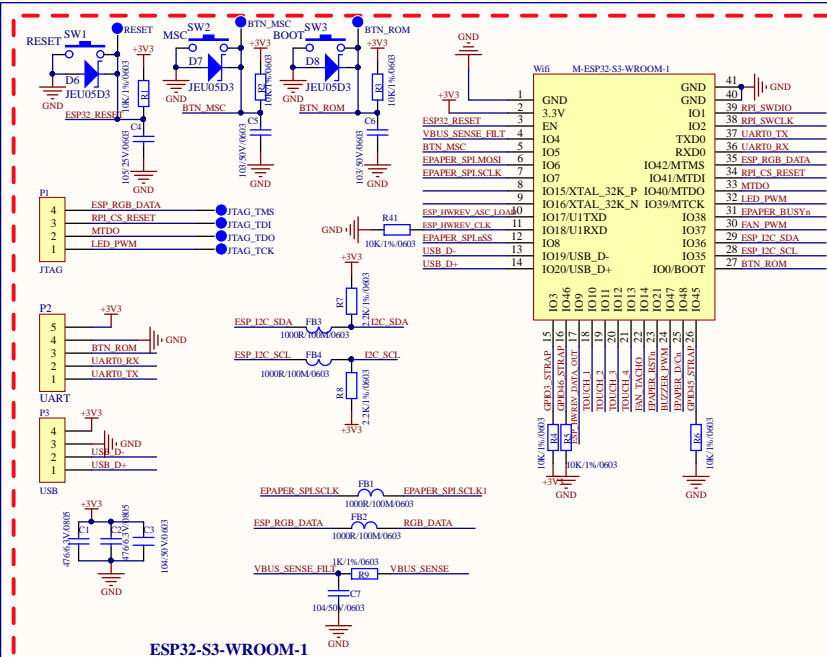 RESET
SW1
RESET
+3V3
D6
JEU05D3
GND
10K/1%/0603
R1
ESP32_RESET
C4
105/25V/0603
GND
MSC
SW2
BTN_MSC
+3V3
D7
JEU05D3
GND
R2
10K/1%/0603
BTN_MSC
C5
103/50V/0603
GND
BOOT
SW3
BTN_ROM
+3V3
D8
JEU05D3
GND
R3
10K/1%/0603
BTN_ROM
C6
103/50V/0603
GND
P1
4 ESP_RGB_DATA JTAG_TMS
3 RPI_CS_RESET JTAG_TDI
2 MTDO JTAG_TDO
1 LED_PWM JTAG_TCK
JTAG
P2
+3V3
5
4 GND
3 BTN_ROM
2 UART0_RX
1 UART0_TX
UART
P3
+3V3
4
3 GND
2 USB_D-
1 USB_D+
USB
+3V3
C1
476/6.3V/0805
C2
476/6.3V/0805
C3
104/50V/0603
GND
GND
R41
10K/1%/0603
+3V3
R7
2.2K/1%/0603
ESP_I2C_SDA FB3 I2C_SDA
1000R/100M/0603
ESP_I2C_SCL FB4 I2C_SCL
1000R/100M/0603
R8
2.2K/1%/0603
+3V3
FB1
EPAPER_SPI_SCLK EPAPER_SPI_SCLK1
1000R/100M/0603
FB2
ESP_RGB_DATA RGB_DATA
1000R/100M/0603
1K/1%/0603
VBUS_SENSE_FILT R9 VBUS_SENSE
C7
104/50V/0603
GND
GND
+3V3
Wifi M-ESP32-S3-WROOM-1
1 GND
2 3.3V
ESP32_RESET 3 EN
VBUS_SENSE_FILT 4 IO4
BTN_MSC 5 IO5
EPAPER_SPI_MOSI 6 IO6
EPAPER_SPI_SCLK 7 IO7
8 IO15/XTAL_32K_P
9 IO16/XTAL_32K_N
ESP_HWREV_ASC_LOAD 10 IO17/U1TXD
ESP_HWREV_CLK 11 IO18/U1RXD
EPAPER_SPI_nSS 12 IO8
USB_D- 13 IO19/USB_D-
USB_D+ 14 IO20/USB_D+
GND 41 GND
GND 40
IO1 39 RPI_SWDIO
IO2 38 RPI_SWCLK
TXD0 37 UART0_TX
RXD0 36 UART0_RX
IO42/MTMS 35 ESP_RGB_DATA
IO41/MTDI 34 RPI_CS_RESET
IO40/MTDO 33 MTDO
IO39/MTCK 32 LED_PWM
IO38 31 EPAPER_BUSYn
IO37 30 FAN_PWM
IO36 29 ESP_I2C_SDA
IO35 28 ESP_I2C_SCL
IO0/BOOT 27 BTN_ROM
IO3 15 GPIO3_STRAP
IO46 16 GPIO46_STRAP
IO9 17 ESP_HWREV_DATA_OUT
IO10 18 TOUCH_1
IO11 19 TOUCH_2
IO12 20 TOUCH_3
IO13 21 TOUCH_4
IO14 22 FAN_TACHO
IO21 23 EPAPER_RSTn
IO47 24 BUZZER_PWM
IO48 25 EPAPER_D/Cn
IO45 26 GPIO45_STRAP
R4
10K/1%/0603
+3V3
R5
10K/1%/0603
GND
R6
10K/1%/0603
GND
ESP32-S3-WROOM-1